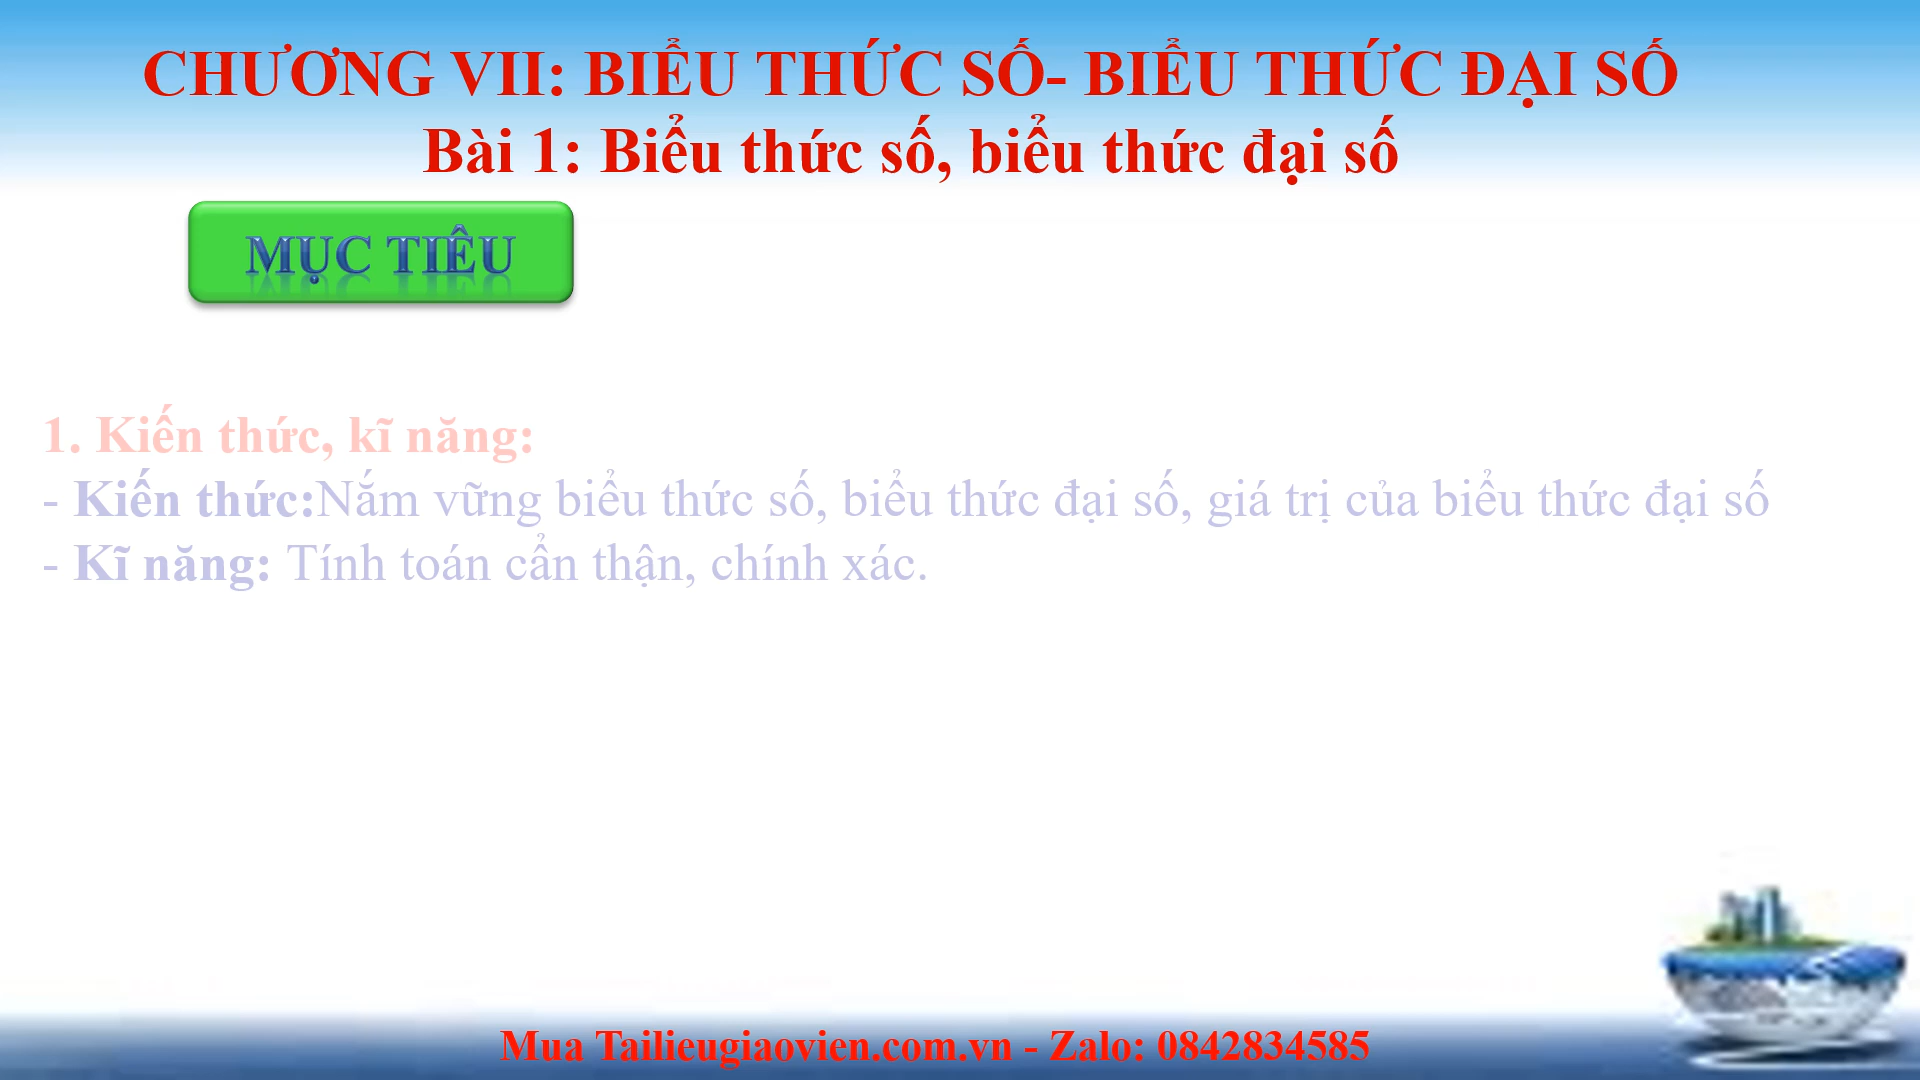 CHƯƠNG VII: BIỂU THỨC SỐ- BIỂU THỨC ĐẠI SỐ
Bài 1: Biểu thức số, biểu thức đại số
MỤC TIÊU
1. Kiến thức, kĩ năng:
- Kiến thức:Nắm vững biểu thức số, biểu thức đại số, giá trị của biểu thức đại số
- Kĩ năng: Tính toán cẩn thận, chính xác.
Mua Tailieugiaovien.com.vn - Zalo: 0842834585